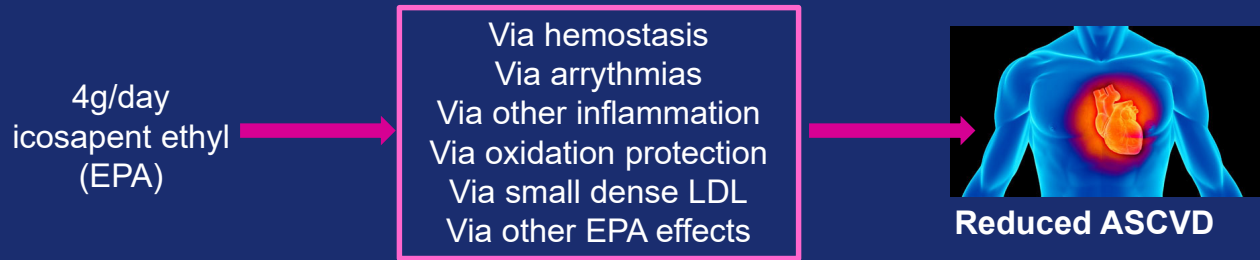 4g/day
icosapent ethyl
(EPA)
Via hemostasis
Via arrythmias
Via other inflammation
Via oxidation protection
Via small dense LDL
Via other EPA effects
Reduced ASCVD